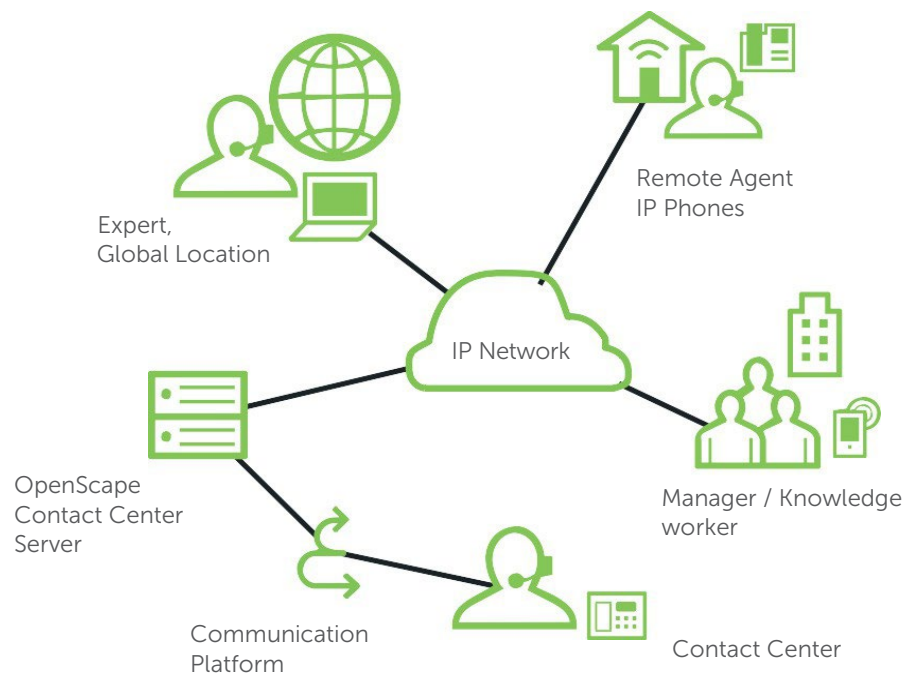 Remote Agent
IP Phones
Expert,
Global Location
IP Network
OpenScape
Contact Center
Server
Manager / Knowledge
worker
Communication
Platform
Contact Center